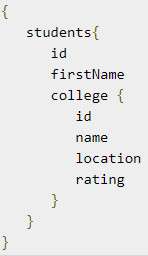 {
   students{
      id
      firstName
      college {
         id
         name
         location
         rating
      }
   }
}